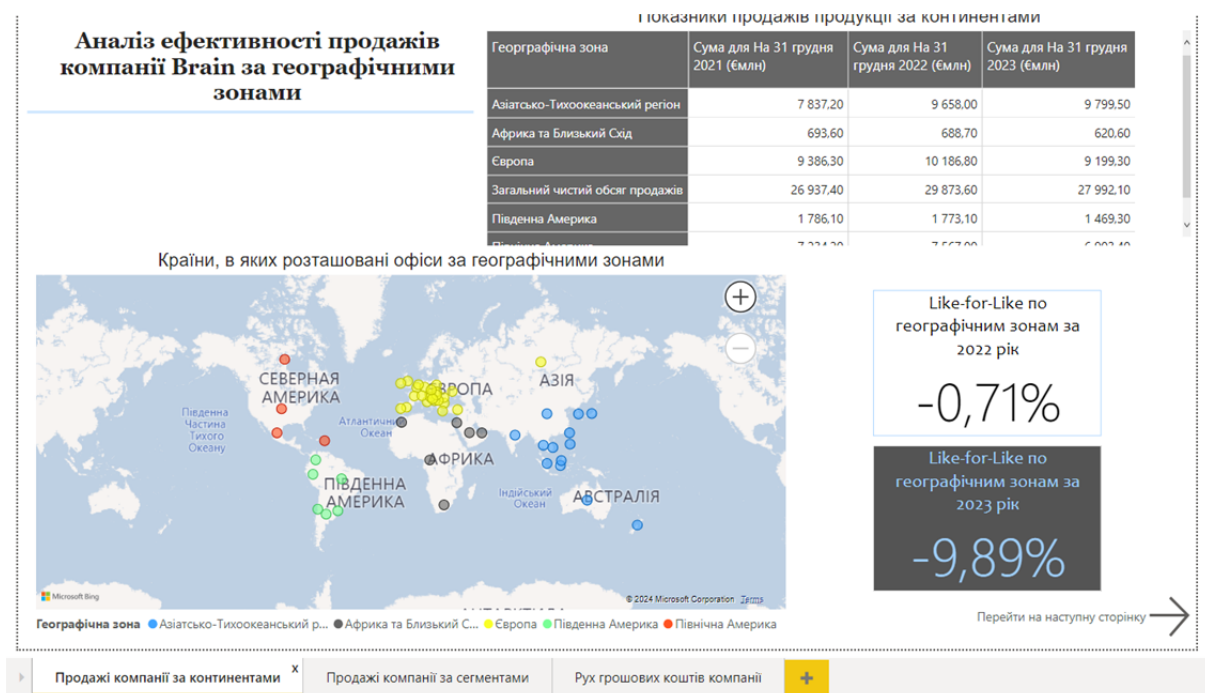 Показники продажів продукції за континентами
Аналіз ефективності продажів
компанії Brain за географічними
зонами
Георграфічна зона
Сума для На 31 грудня
2021 (€млн)
Сума для На 31
грудня 2022 (€млн)
Сума для На 31 грудня
2023 (€млн)
Азіатсько-Тихоокеанський регіон 7 837,20 9 658,00 9 799,50
Африка та Близький Схід 693,60 688,70 620,60
Європа 9 386,30 10 186,80 9 199,30
Загальний чистий обсяг продажів 26 937,40 29 873,60 27 992,10
Південна Америка 1 786,10 1 773,10 1 469,30
Країни, в яких розташовані офіси за географічними зонами
СЕВЕРНАЯ
АМЕРИКА
ЕВРОПА
АЗІЯ
Південна
Частина
Тихого
Океану
Атлантичний
Океан
АФРИКА
ПІВДЕННА
АМЕРИКА
Індійський
Океан
АВСТРАЛІЯ
Microsoft Bing
© 2024 Microsoft Corporation Terms
Географічна зона Азіатсько-Тихоокеанський р... Африка та Близький С... Європа Південна Америка Північна Америка
Like-for-Like по
географічним зонам за
2022 рік
-0,71%
Like-for-Like по
географічним зонам за
2023 рік
-9,89%
Перейти на наступну сторінку
Продажі компанії за континентами x
Продажі компанії за сегментами
Рух грошових коштів компанії
+